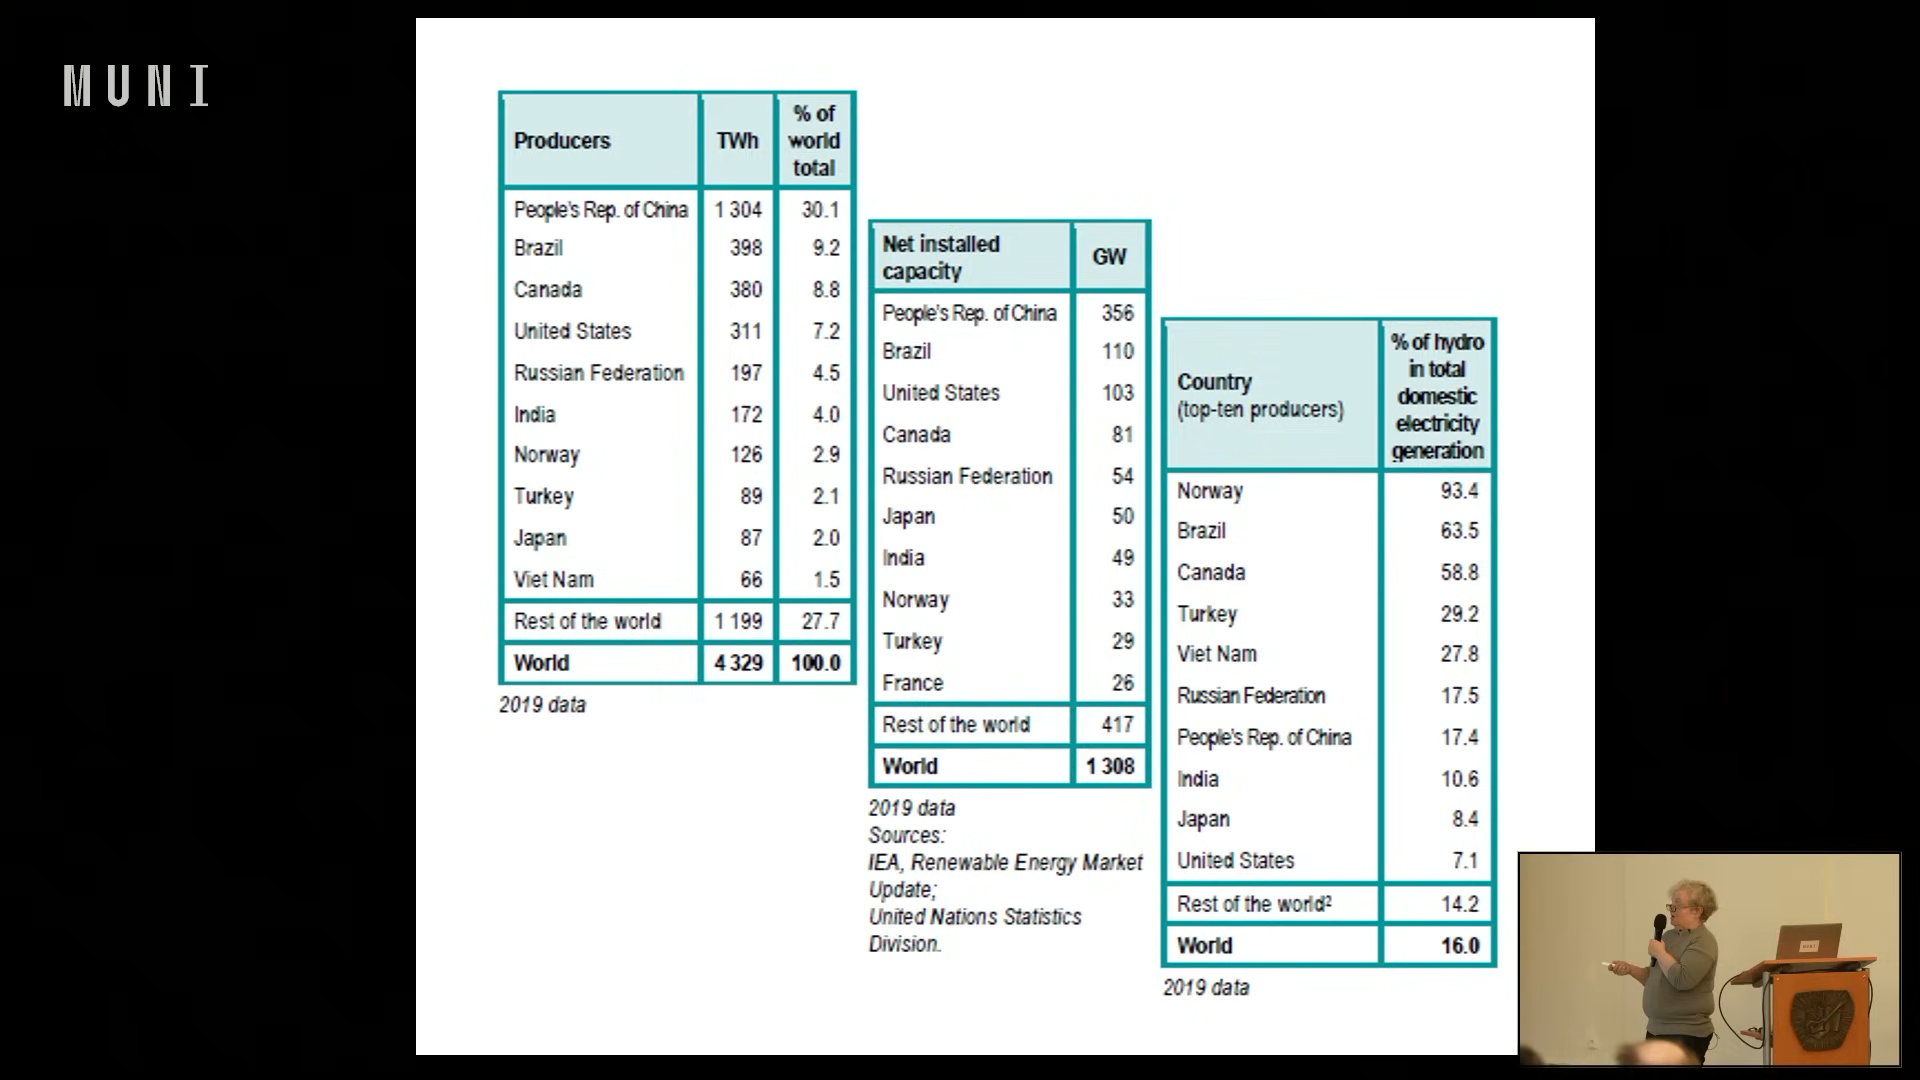 MUNI
Producers TWh % of world total
People's Rep. of China 1 304 30.1
Brazil 398 9.2
Canada 380 8.8
United States 311 7.2
Russian Federation 197 4.5
India 172 4.0
Norway 126 2.9
Turkey 89 2.1
Japan 87 2.0
Viet Nam 66 1.5
Rest of the world 1 199 27.7
World 4 329 100.0
2019 data
Net installed capacity GW
People's Rep. of China 356
Brazil 110
United States 103
Canada 81
Russian Federation 54
Japan 50
India 49
Norway 33
Turkey 29
France 26
Rest of the world 417
World 1 308
2019 data
Sources:
IEA, Renewable Energy Market
Update;
United Nations Statistics
Division.
Country (top-ten producers) % of hydro in total domestic electricity generation
Norway 93.4
Brazil 63.5
Canada 58.8
Turkey 29.2
Viet Nam 27.8
Russian Federation 17.5
People's Rep. of China 17.4
India 10.6
Japan 8.4
United States 7.1
Rest of the world² 14.2
World 16.0
2019 data
MUNI